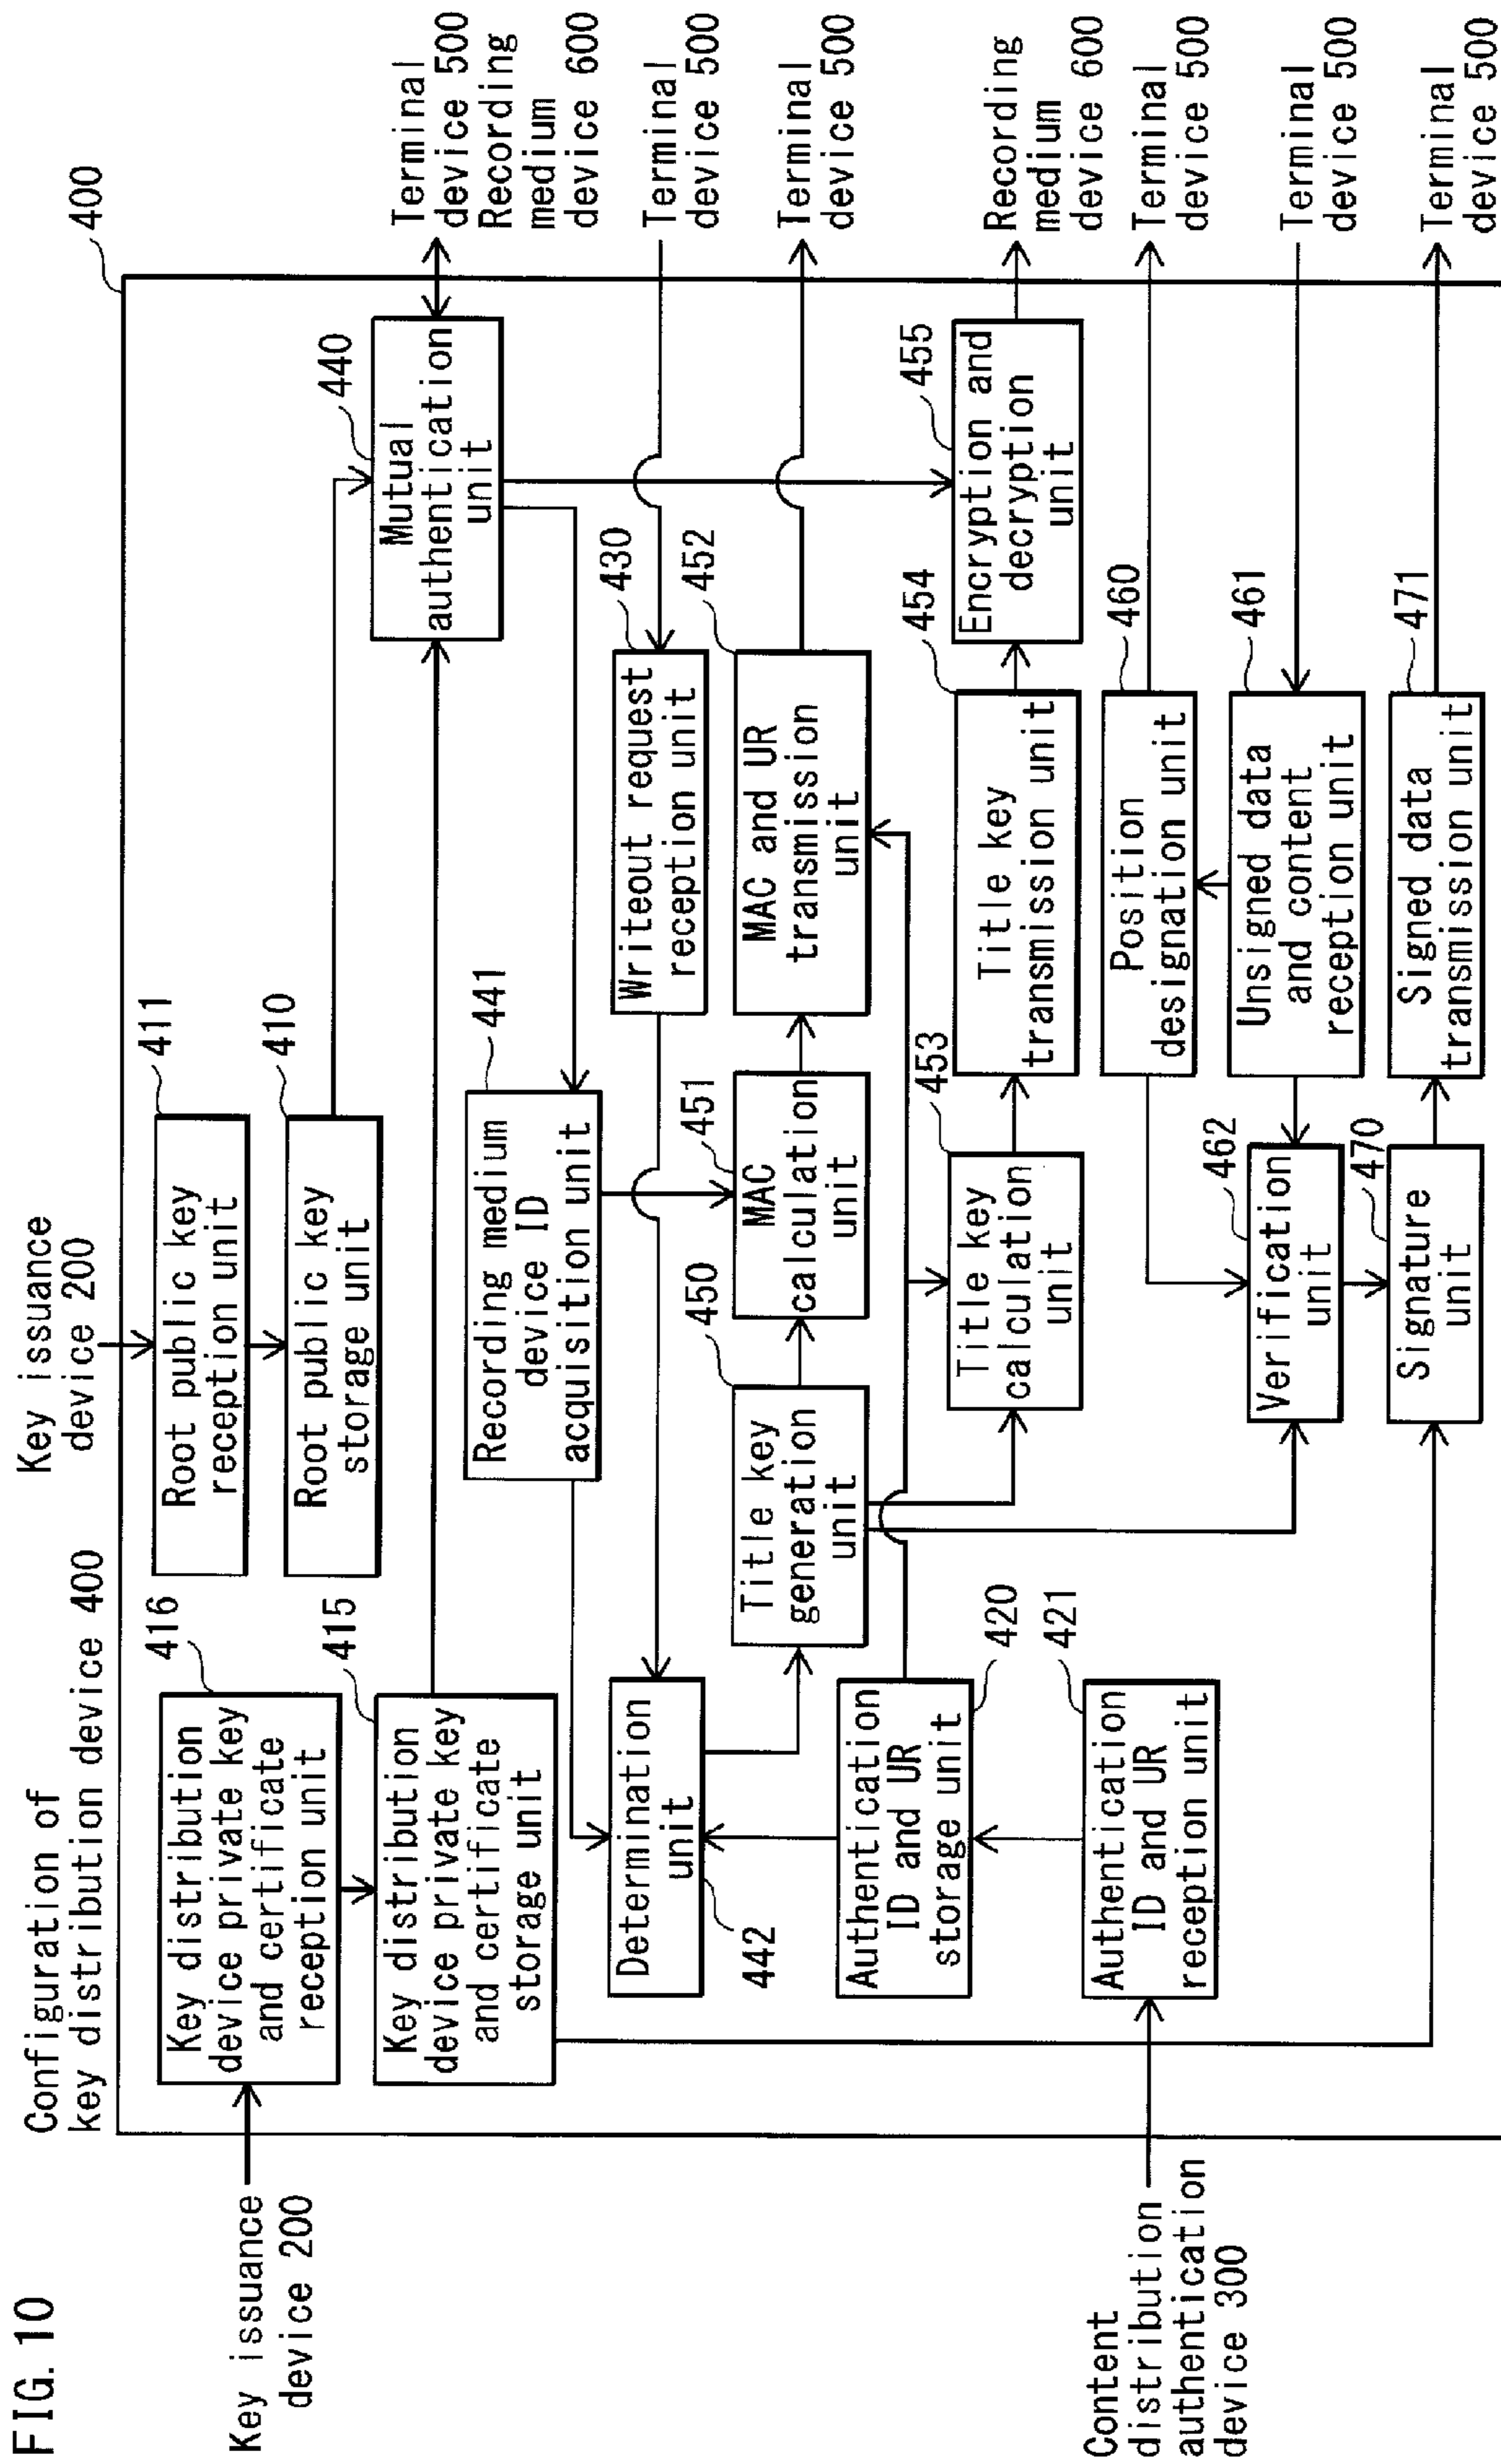 FIG. 10
Configuration of
key distribution device 400
Key issuance
device 200
400
Key issuance
device 200
416
Key distribution
device private key
and certificate
reception unit
415
Key distribution
device private key
and certificate
storage unit
411
Root public key
reception unit
410
Root public key
storage unit
440
Mutual
authentication
unit
Terminal
device 500
Recording
medium
device 600
441
Recording medium
device ID
acquisition unit
430
Writeout request
reception unit
Terminal
device 500
Determination
unit
442
450
Title key
generation
unit
451
MAC
calculation
unit
452
MAC and UR
transmission
unit
Terminal
device 500
Authentication
ID and UR
storage unit
420
453
Title key
calculation
unit
454
Title key
transmission unit
455
Encryption and
decryption
unit
Recording
medium
device 600
Content
distribution
authentication
device 300
421
Authentication
ID and UR
reception unit
460
Position
designation unit
Terminal
device 500
462
Verification
unit
461
Unsigned data
and content
reception unit
Terminal
device 500
470
Signature
unit
471
Signed data
transmission unit
Terminal
device 500